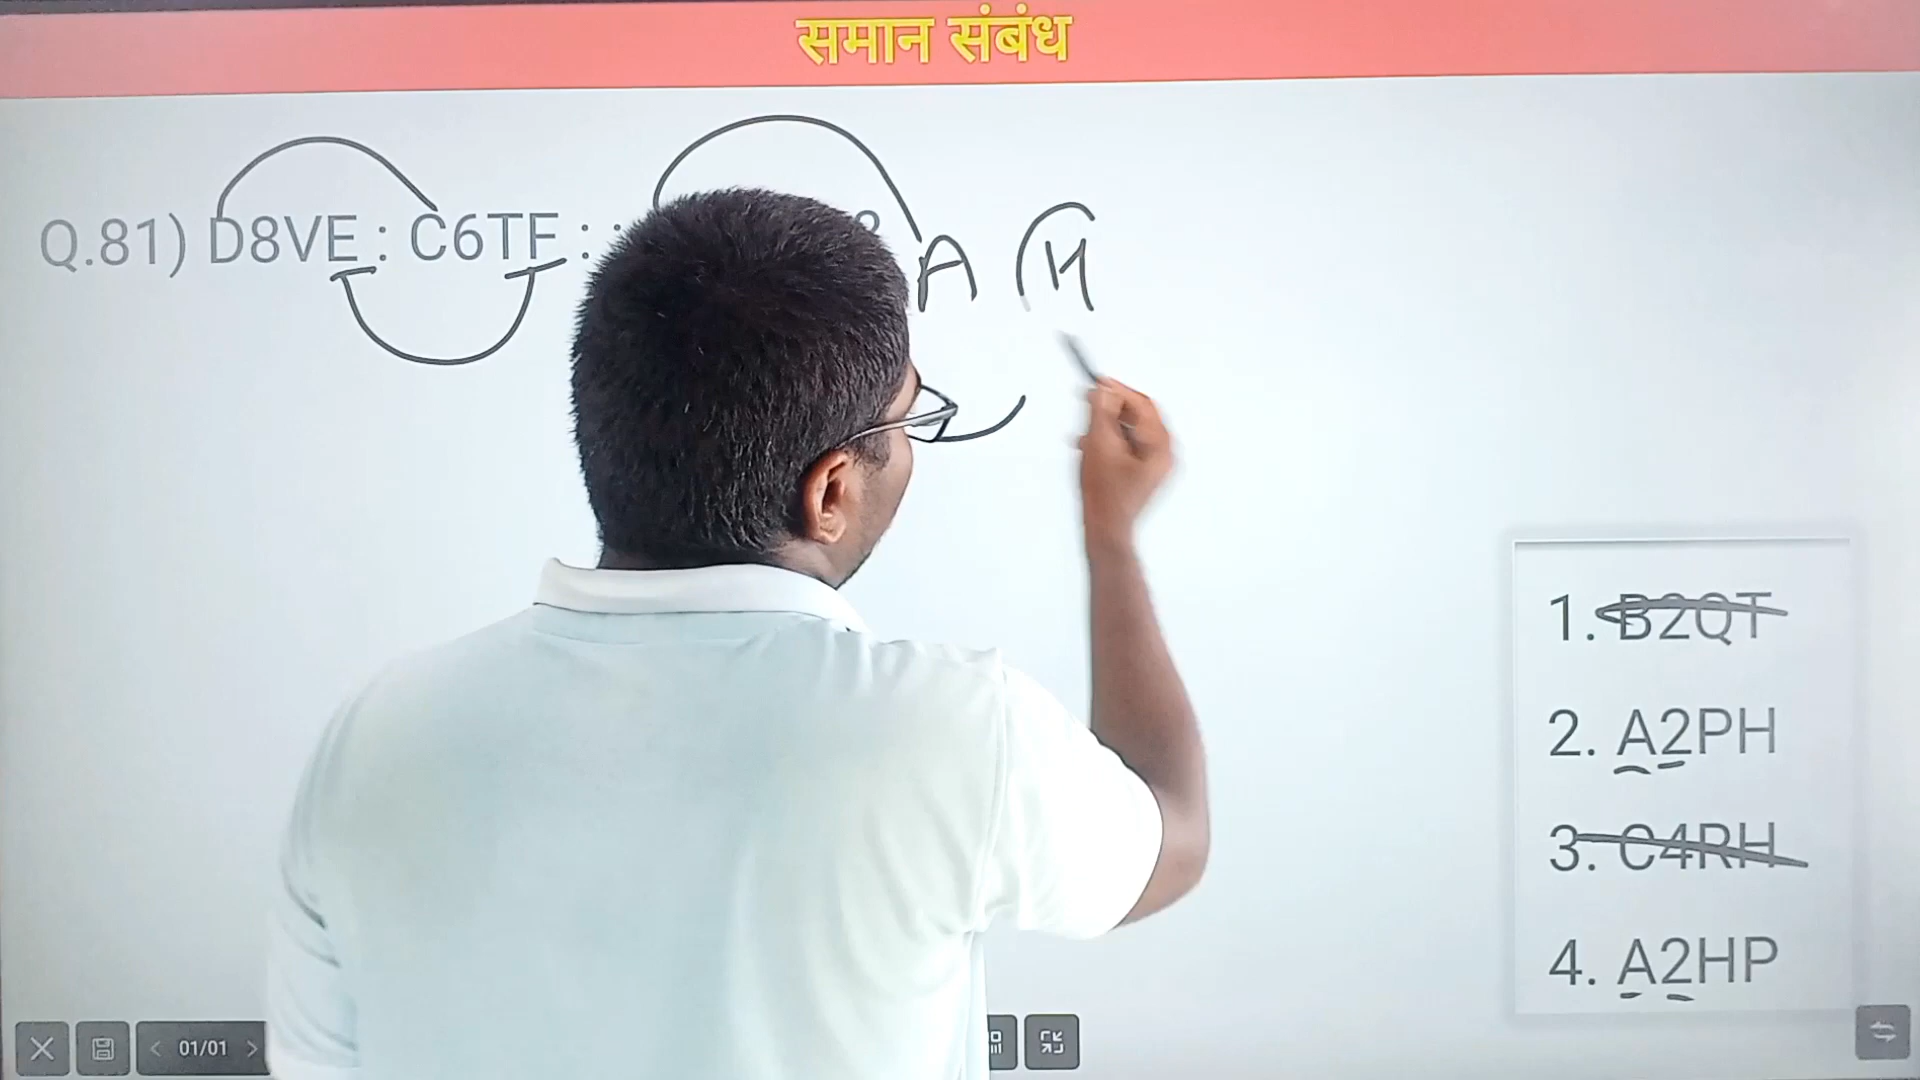 समान संबंध
Q.81) D8VE : C6TF : :
A H
1. B2QT
2. A2PH
3. C4RH
4. A2HP
01/01